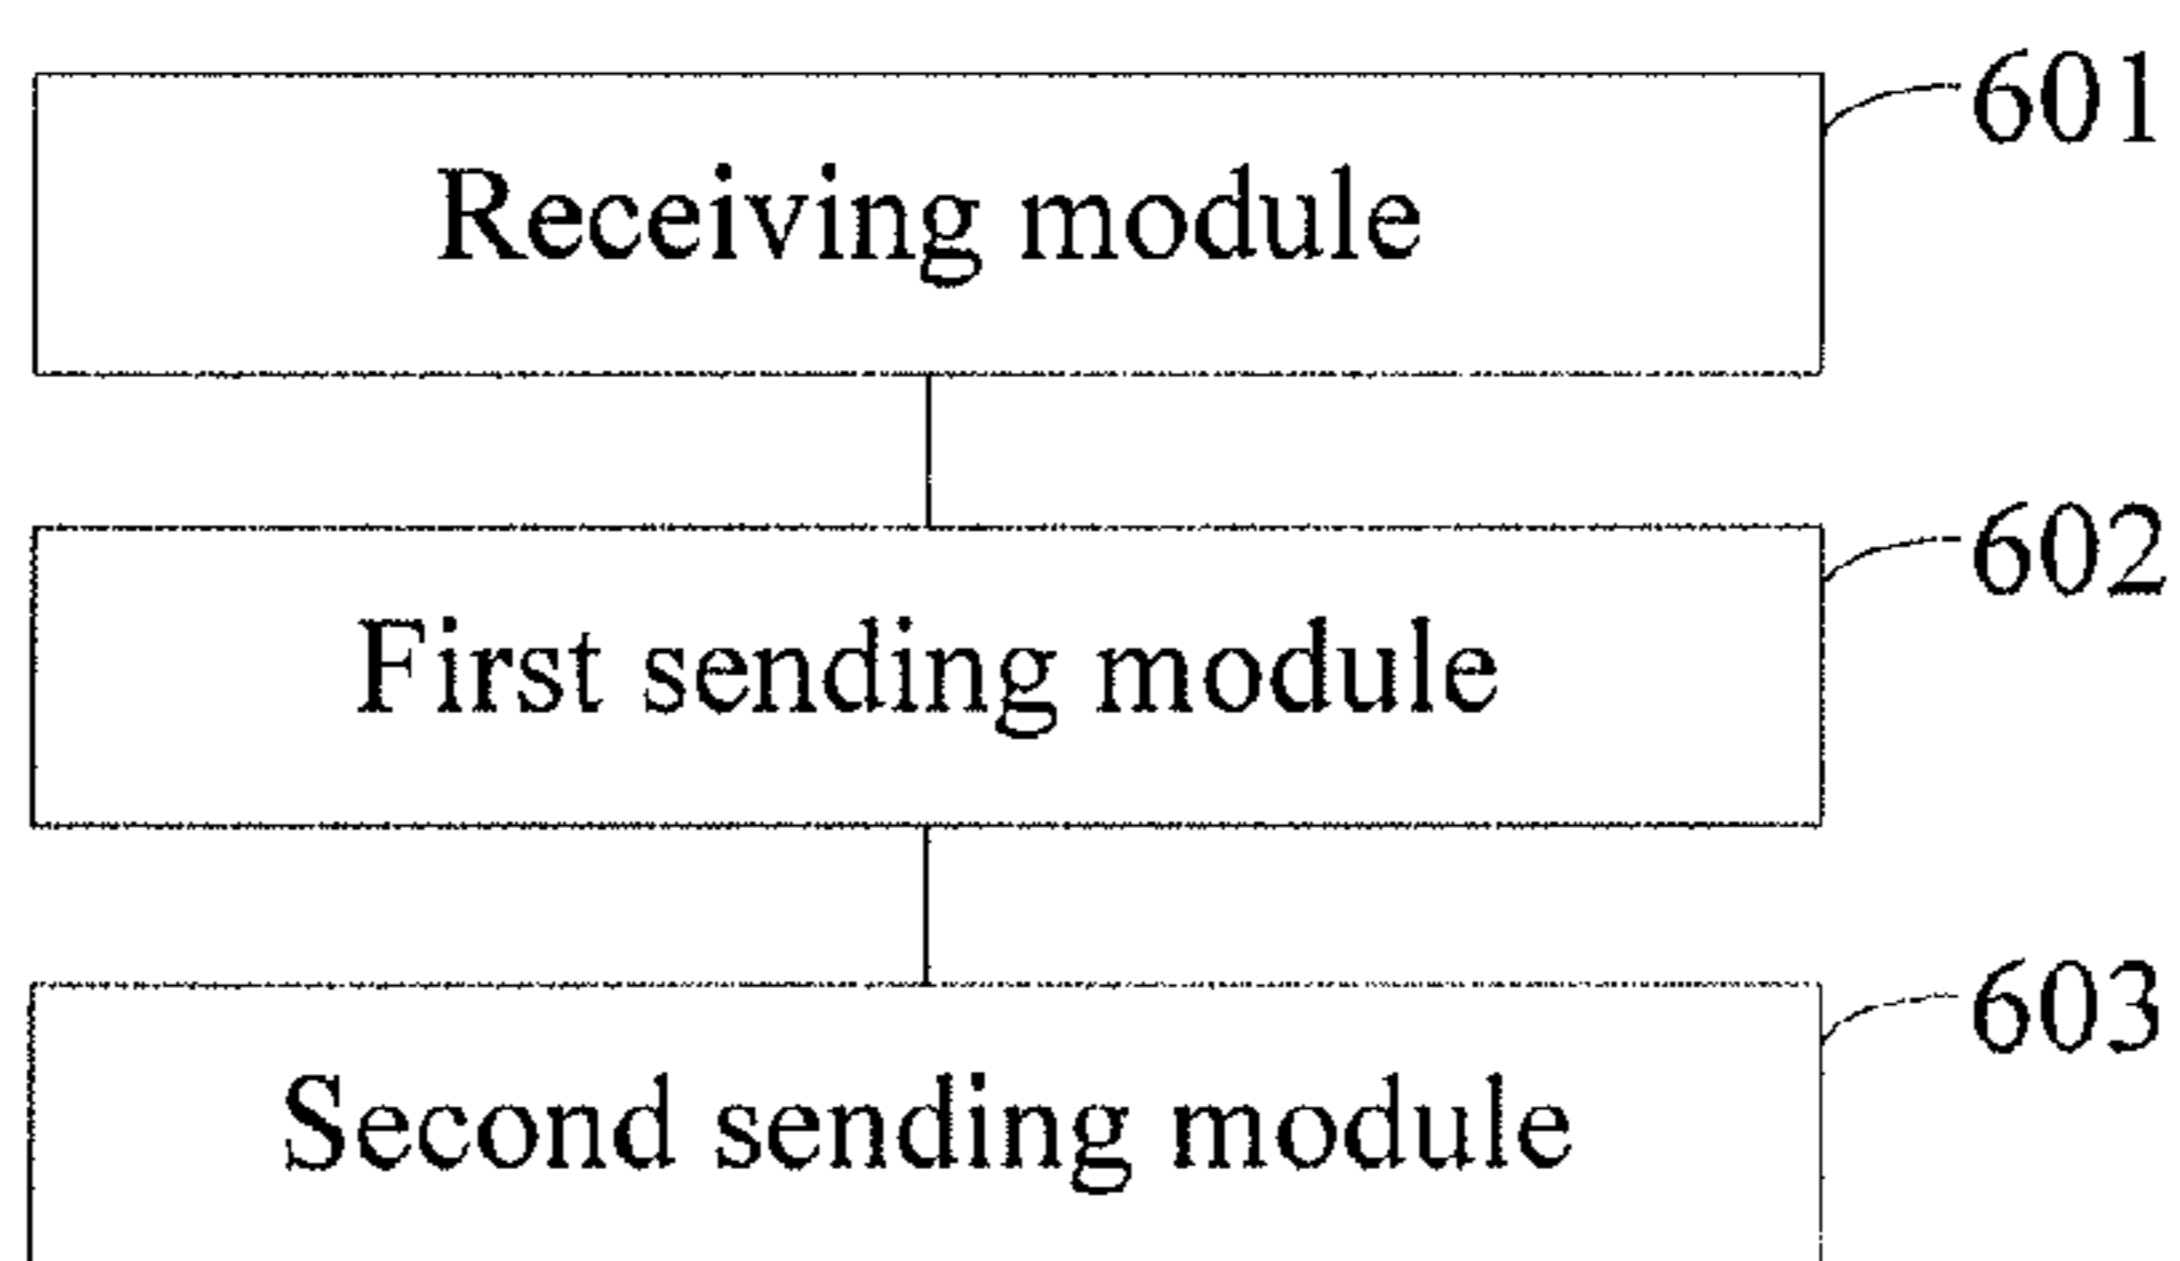 601
Receiving module
602
First sending module
603
Second sending module